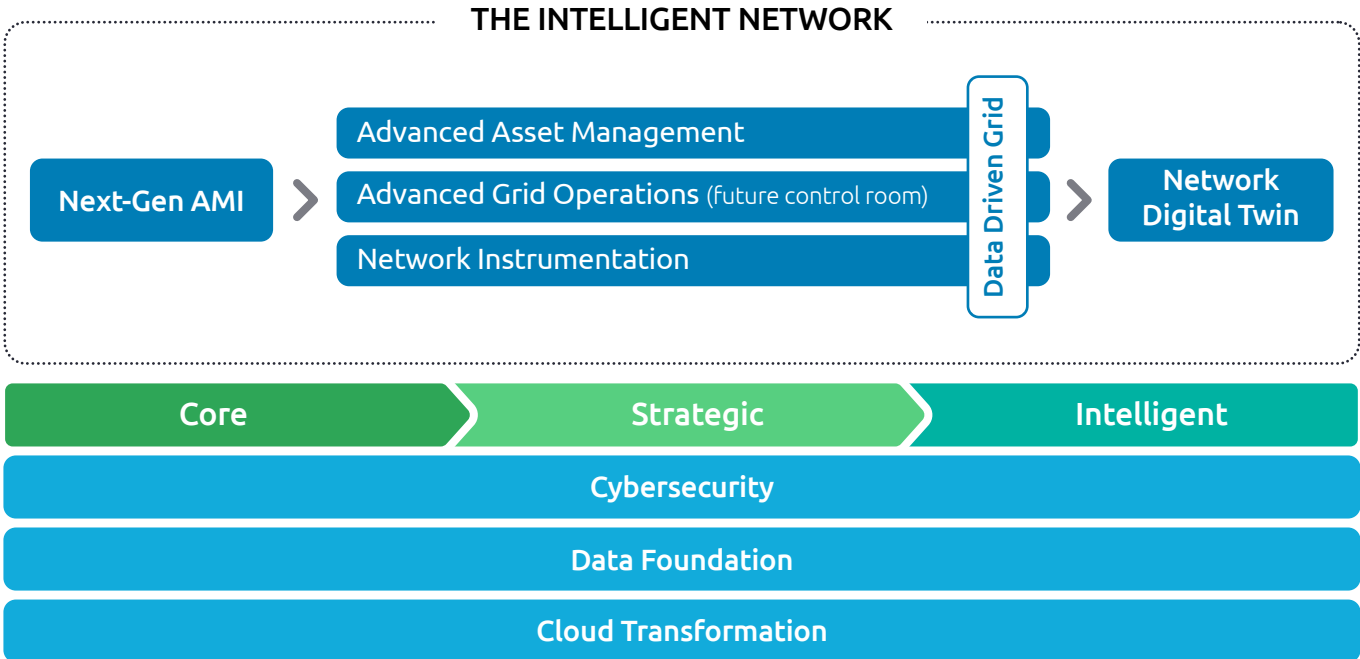 THE INTELLIGENT NETWORK
Next-Gen AMI
Advanced Asset Management
Advanced Grid Operations (future control room)
Network Instrumentation
Data Driven Grid
Network
Digital Twin
Core
Strategic
Intelligent
Cybersecurity
Data Foundation
Cloud Transformation